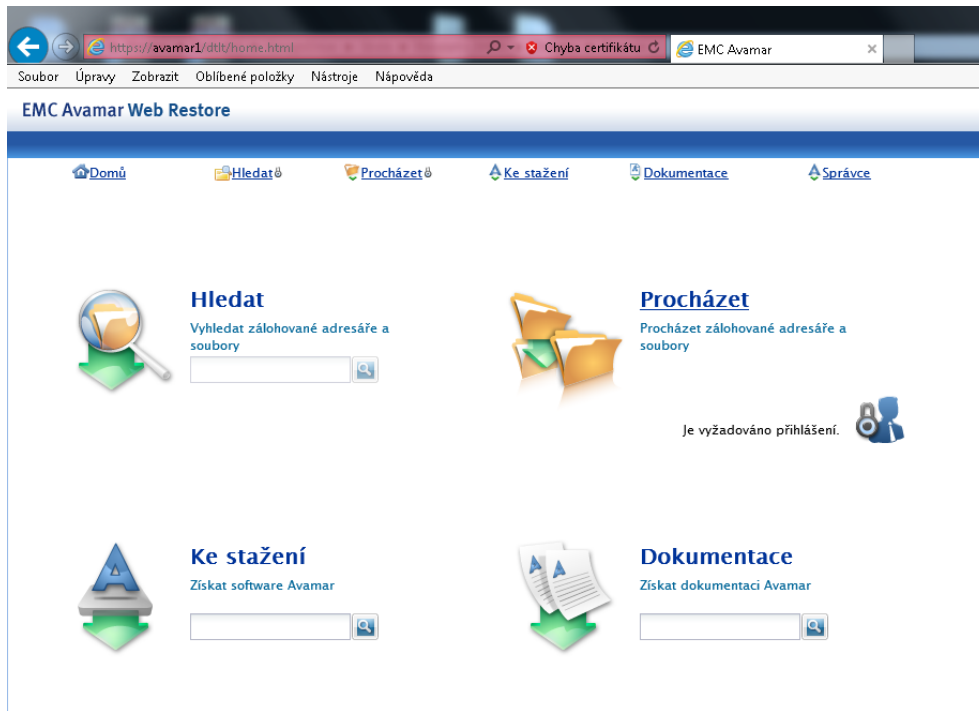 https://avamar1/dtlt/home.html
Chyba certifikátu
EMC Avamar
Soubor Úpravy Zobrazit Oblíbené položky Nástroje Nápověda
EMC Avamar Web Restore
Domů Hledat Procházet Ke stažení Dokumentace Správce
Hledat
Vyhledat zálohované adresáře a
soubory
Procházet
Procházet zálohované adresáře a
soubory
Je vyžadováno přihlášení.
Ke stažení
Získat software Avamar
Dokumentace
Získat dokumentaci Avamar